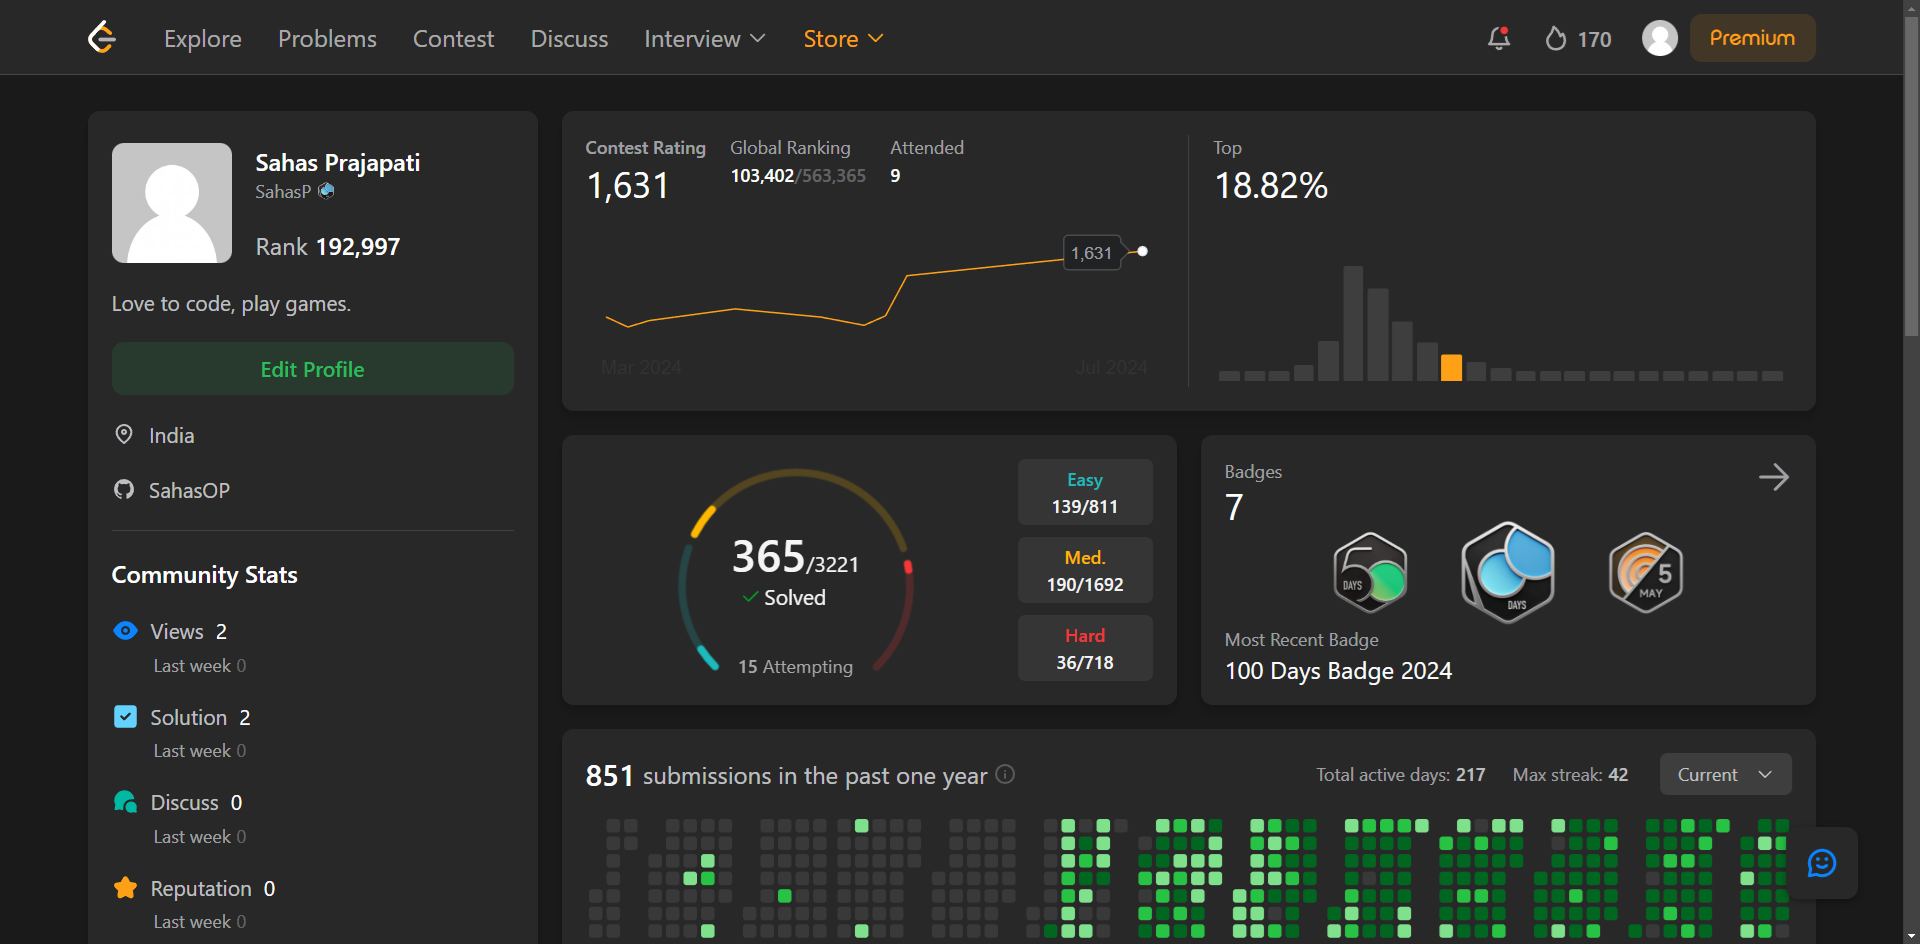 Explore Problems Contest Discuss Interview Store 170 Premium
Sahas Prajapati
SahasP
Rank 192,997
Love to code, play games.
Edit Profile
India
SahasOP
Community Stats
Views 2
Last week 0
Solution 2
Last week 0
Discuss 0
Last week 0
Reputation 0
Last week 0
Contest Rating
1,631
Global Ranking
103,402/563,365
Attended
9
1,631
Mar 2024 Jul 2024
Top
18.82%
365/3221
Solved
15 Attempting
Easy
139/811
Med.
190/1692
Hard
36/718
Badges
7
DAYS
DAYS
5
MAY
Most Recent Badge
100 Days Badge 2024
851 submissions in the past one year
Total active days: 217 Max streak: 42 Current